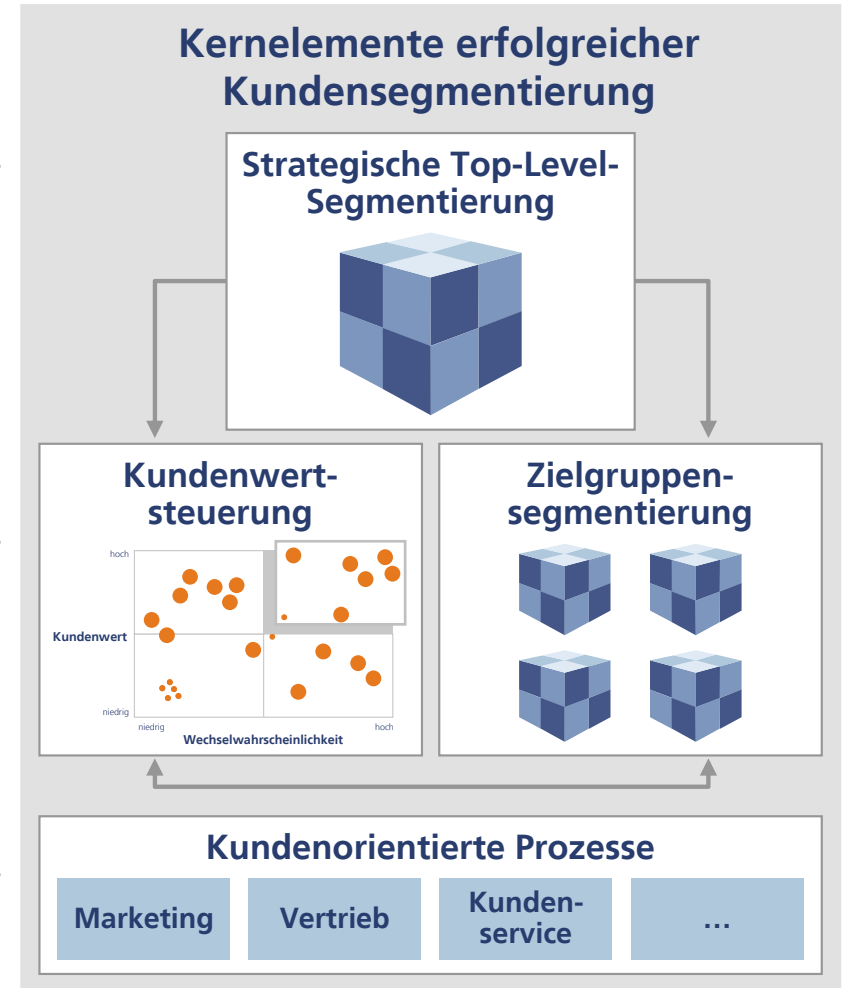 Kernelemente erfolgreicher
Kundensegmentierung
Strategische Top-Level-
Segmentierung
Kundenwert-
steuerung
hoch
Kundenwert
niedrig
niedrig
hoch
Wechselwahrscheinlichkeit
Zielgruppen-
segmentierung
Kundenorientierte Prozesse
Marketing
Vertrieb
Kunden-
service
...